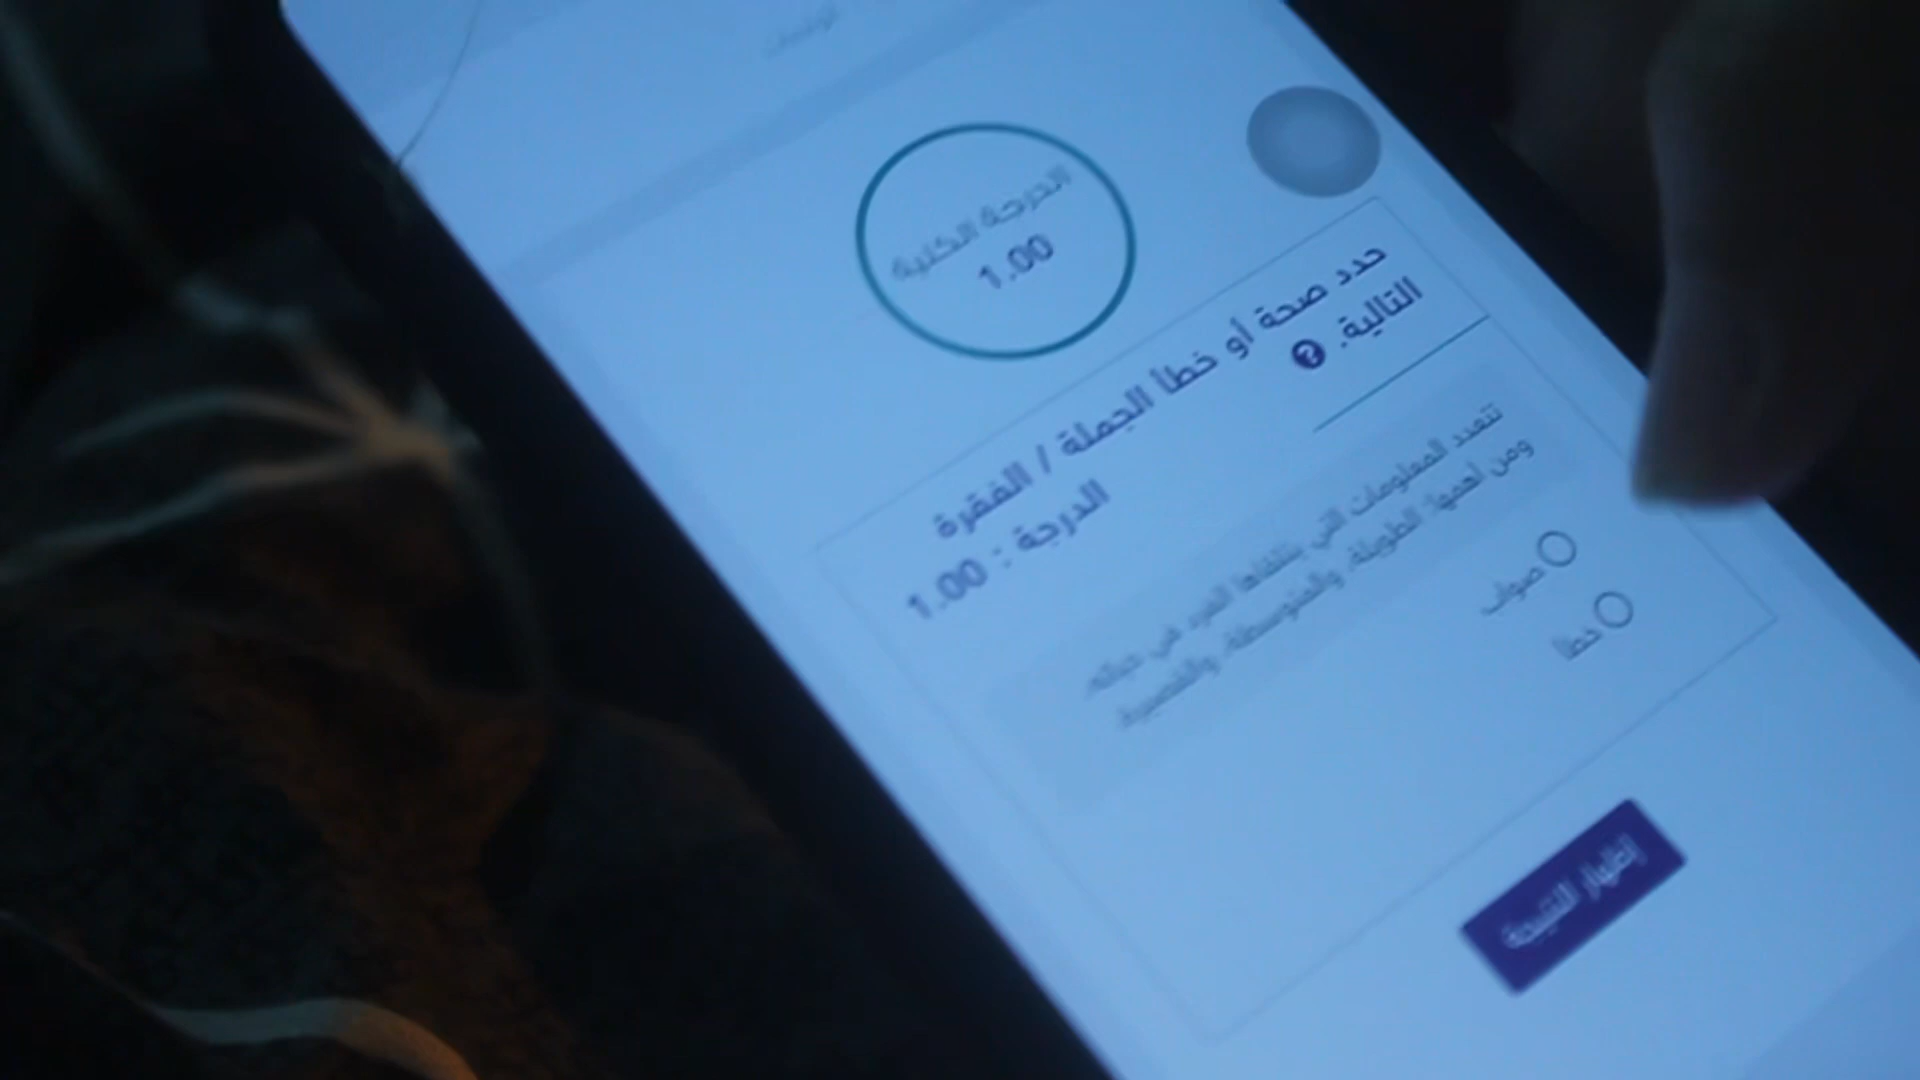 الدرجة الكلية
1.00
حدد صحة أو خطأ الجملة / الفقرة
التالية.
الدرجة : 1.00
تتعدد المعلومات التي يتلقاها الفرد في حياته
ومن أهمها: الطويلة، والمتوسطة، والقصيرة.
صواب
خطأ
إظهار النتيجة